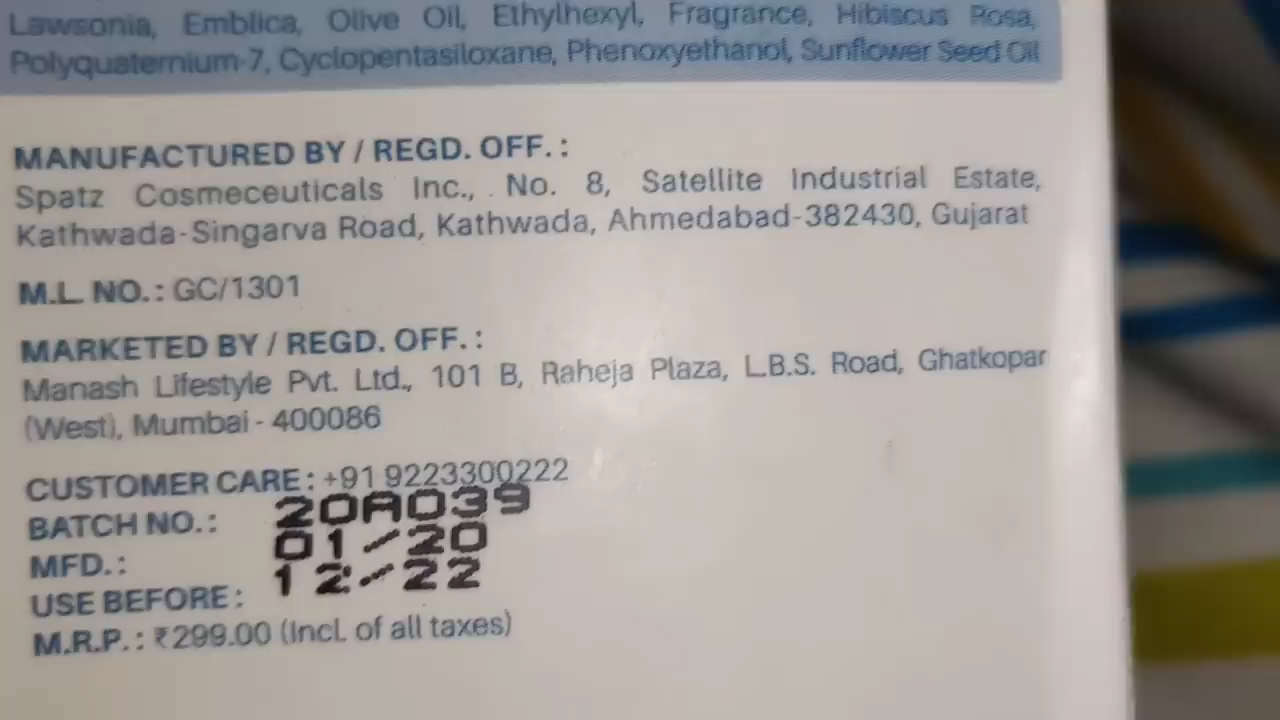 Lawsonia, Emblica, Olive Oil, Ethylhexyl, Fragrance, Hibiscus Rosa,
Polyquaternium-7, Cyclopentasiloxane, Phenoxyethanol, Sunflower Seed Oil
MANUFACTURED BY / REGD. OFF. :
Spatz Cosmeceuticals Inc., . No. 8, Satellite Industrial Estate,
Kathwada-Singarva Road, Kathwada, Ahmedabad-382430, Gujarat
M.L. NO.: GC/1301
MARKETED BY / REGD. OFF. :
Manash Lifestyle Pvt. Ltd., 101 B, Raheja Plaza, L.B.S. Road, Ghatkopar
(West), Mumbai - 400086
CUSTOMER CARE: +91 9223300222
BATCH NO.: 20A039
MFD.: 01/20
USE BEFORE: 12/22
M.R.P.: ₹299.00 (Incl. of all taxes)